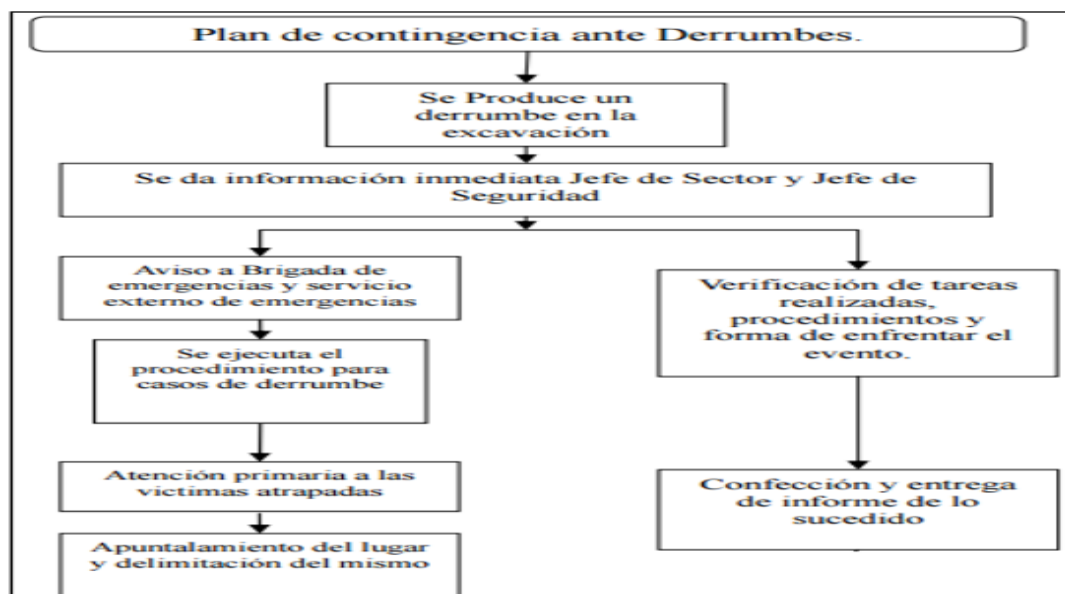 Plan de contingencia ante Derrumbes.
Se Produce un
derrumbe en la
excavación
Se da información inmediata Jefe de Sector y Jefe de
Seguridad
Aviso a Brigada de
emergencias y servicio
externo de emergencias
Se ejecuta el
procedimiento para
casos de derrumbe
Atención primaria a las
víctimas atrapadas
Apuntalamiento del lugar
y delimitación del mismo
Verificación de tareas
realizadas,
procedimientos y
forma de enfrentar el
evento.
Confección y entrega
de informe de lo
sucedido